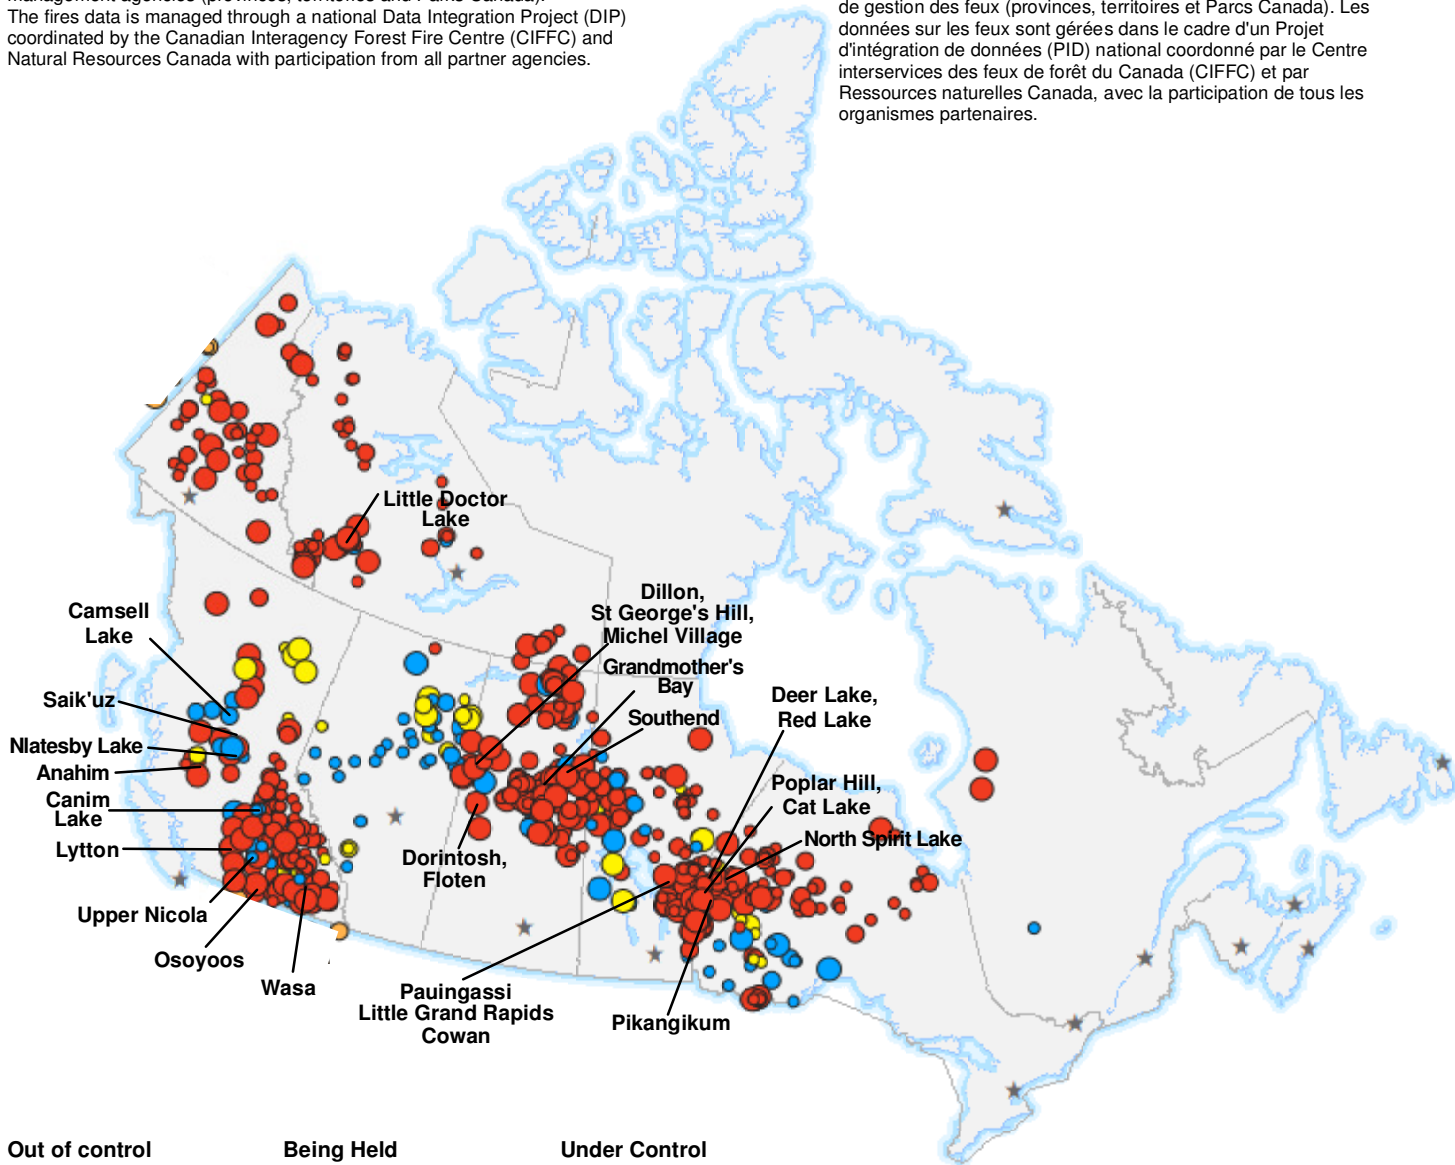 management agencies (provinces, territories and Parks Canada).
The fires data is managed through a national Data Integration Project (DIP)
coordinated by the Canadian Interagency Forest Fire Centre (CIFFC) and
Natural Resources Canada with participation from all partner agencies.
de gestion des feux (provinces, territoires et Parcs Canada). Les
données sur les feux sont gérées dans le cadre d'un Projet
d'intégration de données (PID) national coordonné par le Centre
interservices des feux de forêt du Canada (CIFFC) et par
Ressources naturelles Canada, avec la participation de tous les
organismes partenaires.
Little Doctor
Lake
Dillon,
St George's Hill,
Michel Village
Camsell
Lake
Grandmother's
Bay
Deer Lake,
Red Lake
Saik'uz
Southend
Nlatesby Lake
Anahim
Poplar Hill,
Cat Lake
Canim
Lake
North Spirit Lake
Lytton
Dorintosh,
Floten
Upper Nicola
Osoyoos
Wasa
Pauingassi
Little Grand Rapids
Cowan
Pikangikum
Out of control
Being Held
Under Control